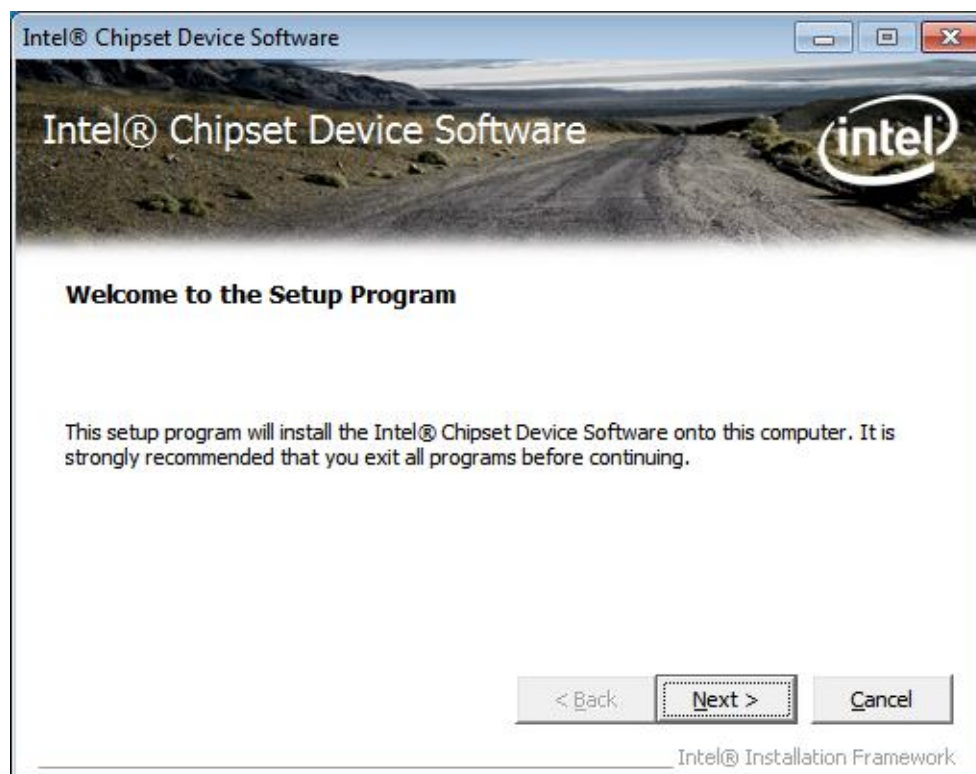 Intel® Chipset Device Software
Intel® Chipset Device Software
intel
Welcome to the Setup Program
This setup program will install the Intel® Chipset Device Software onto this computer. It is
strongly recommended that you exit all programs before continuing.
< Back
Next >
Cancel
Intel® Installation Framework